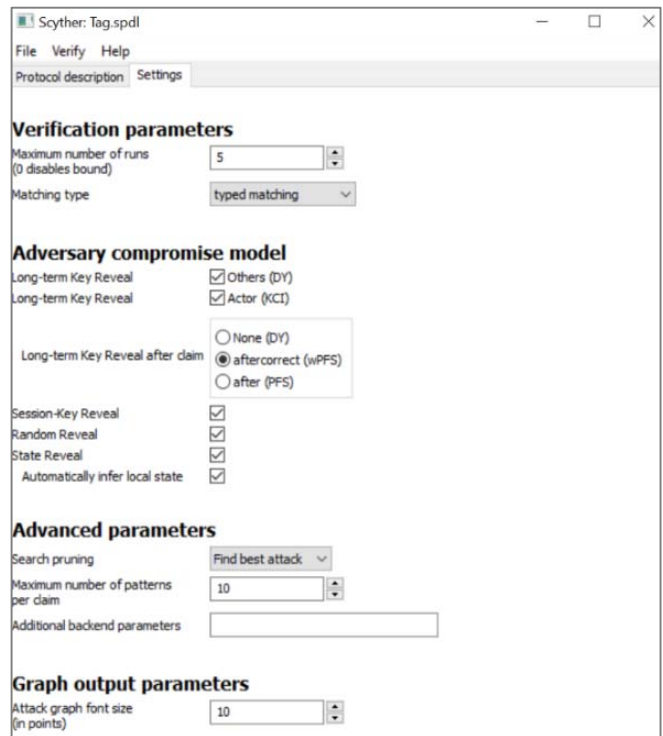 Scyther: Tag.spdl
File Verify Help
Protocol description Settings
Verification parameters
Maximum number of runs
(0 disables bound)
5
Matching type typed matching
Adversary compromise model
Long-term Key Reveal Others (DY)
Long-term Key Reveal Actor (KCI)
None (DY)
Long-term Key Reveal after claim aftercorrect (wPFS)
after (PFS)
Session-Key Reveal
Random Reveal
State Reveal
Automatically infer local state
Advanced parameters
Search pruning Find best attack
Maximum number of patterns
per claim
10
Additional backend parameters
Graph output parameters
Attack graph font size
(in points)
10